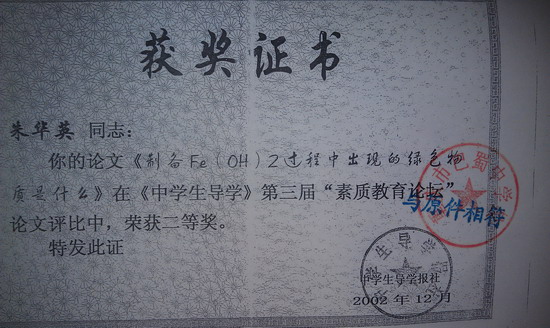 获奖证书
朱华英 同志:
你的论文《制备Fe(OH)2过程中出现的绿色物
质是什么》在《中学生导学》第三届“素质教育论坛”
论文评比中,荣获二等奖。
特发此证
与原件相符
中学生导学报社
2002 年 12 月